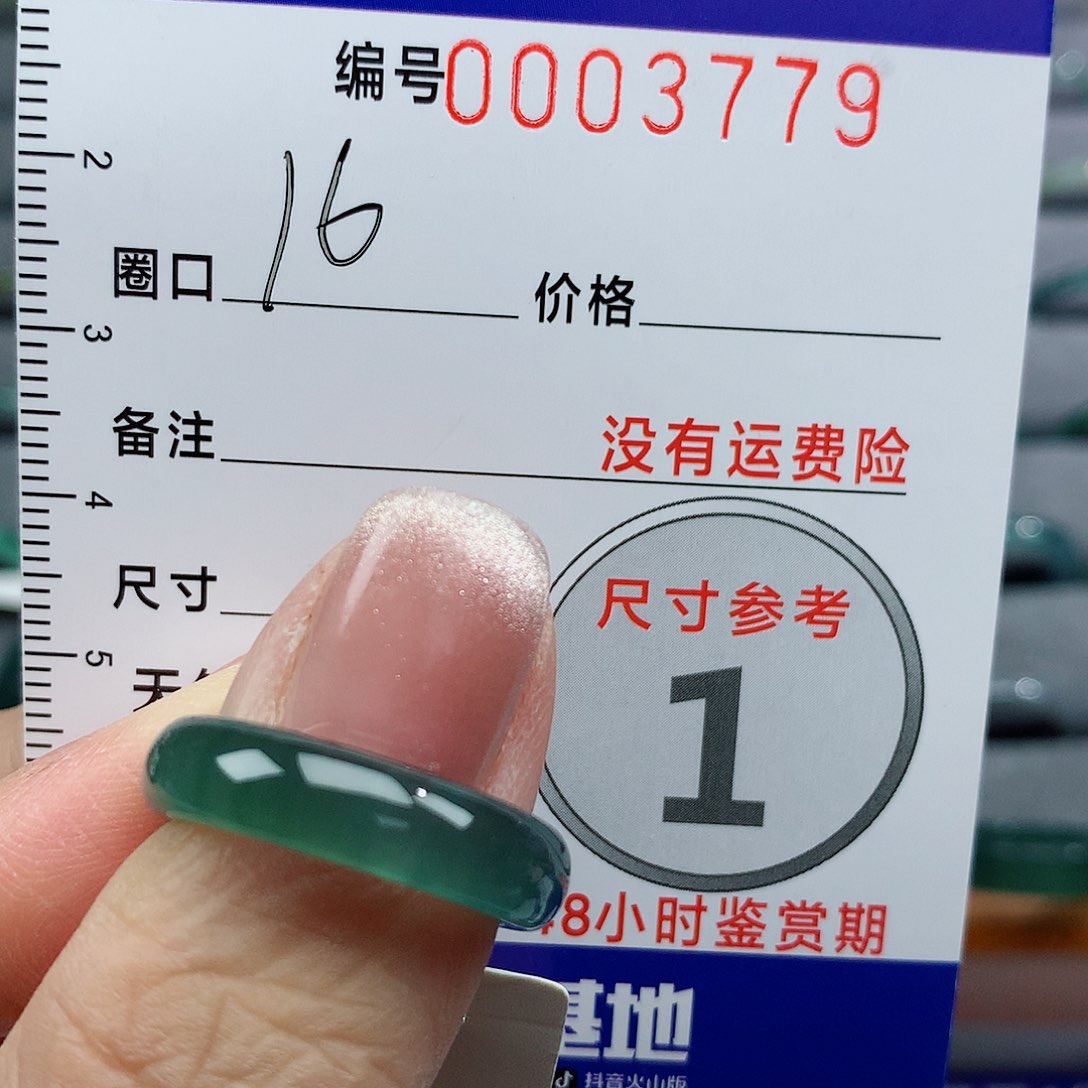 编号0003779
2
圈口 16 价格
3
备注 没有运费险
4
尺寸
尺寸参考
5
1
48小时鉴赏期
基地
抖音火山版